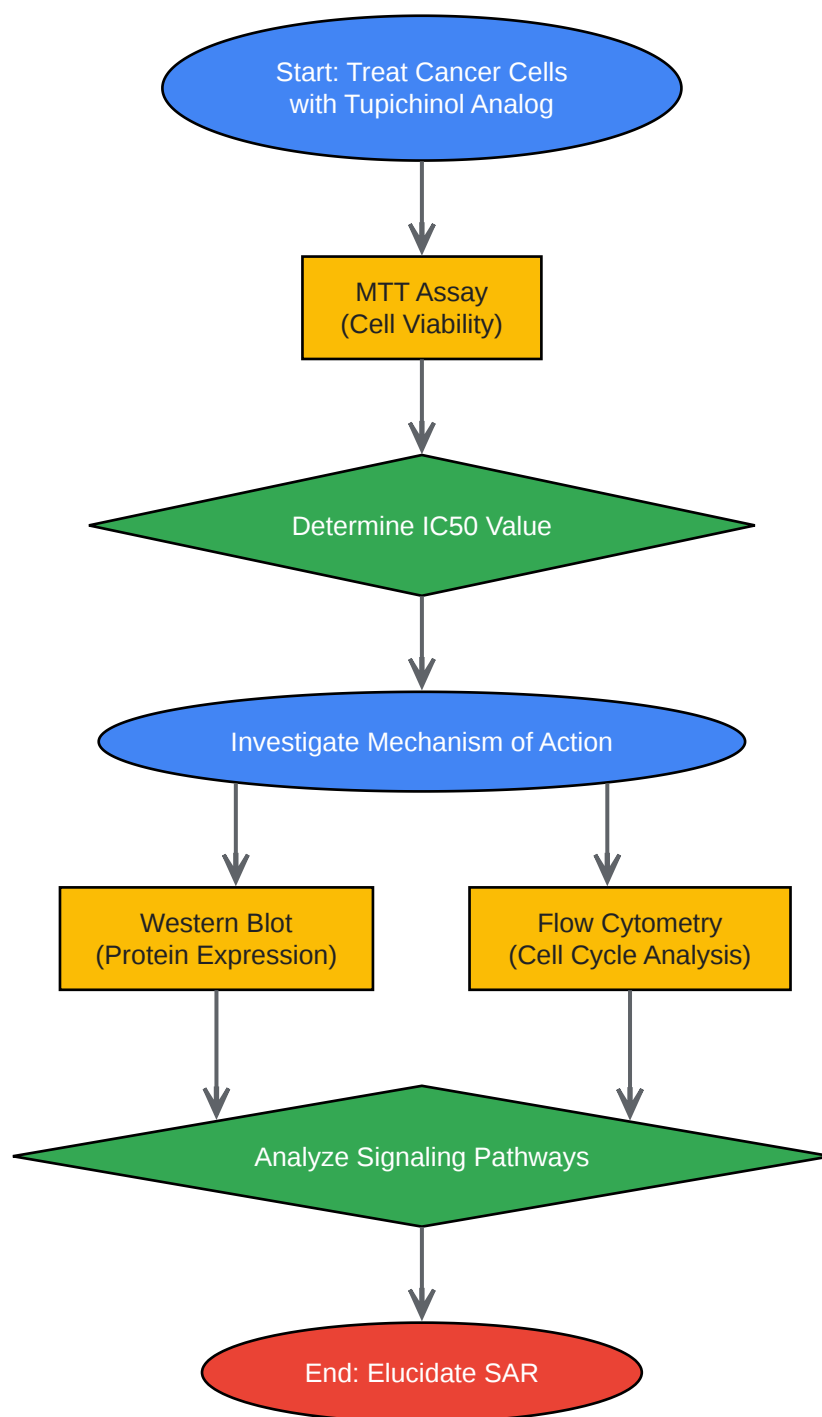 Start: Treat Cancer Cells
with Tupichinol Analog
MTT Assay
(Cell Viability)
Determine IC50 Value
Investigate Mechanism of Action
Western Blot
(Protein Expression)
Flow Cytometry
(Cell Cycle Analysis)
Analyze Signaling Pathways
End: Elucidate SAR